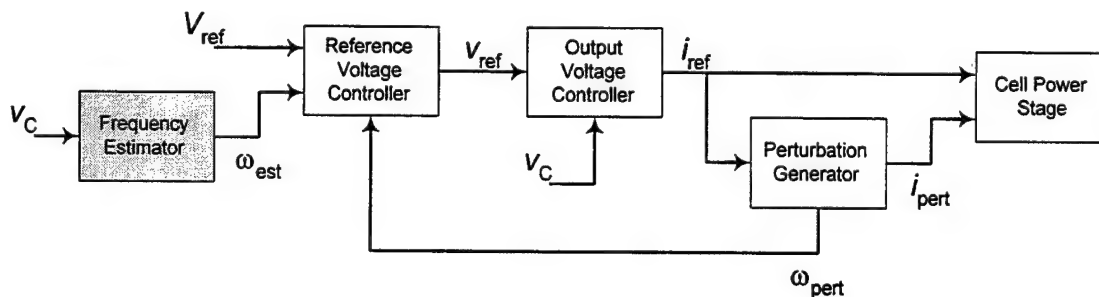 V_ref
Reference
Voltage
Controller
v_ref
Output
Voltage
Controller
i_ref
Cell Power
Stage
v_C
Frequency
Estimator
ω_est
v_C
Perturbation
Generator
i_pert
ω_pert